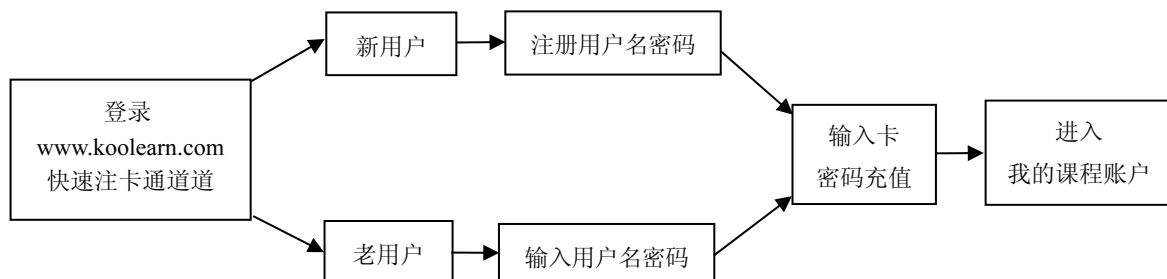 登录
www.koolearn.com
快速注卡通道道
新用户
注册用户名密码
老用户
输入用户名密码
输入卡
密码充值
进入
我的课程账户